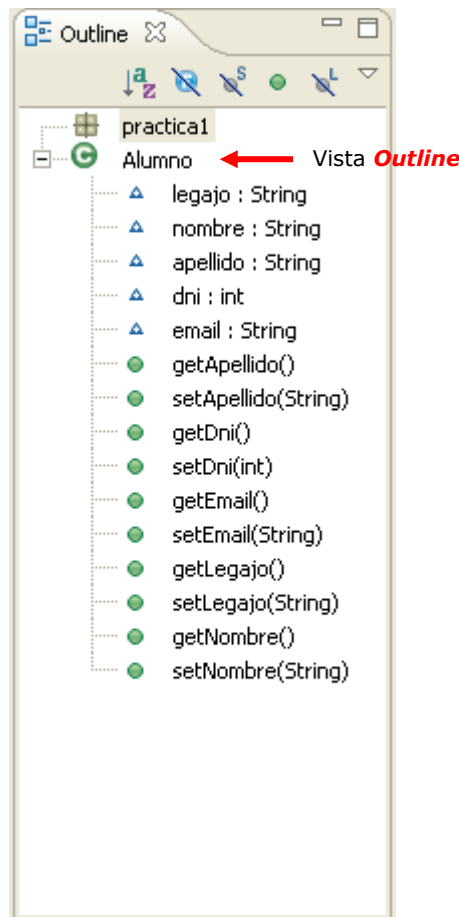 Outline
practica1
Alumno Vista Outline
legajo : String
nombre : String
apellido : String
dni : int
email : String
getApellido()
setApellido(String)
getDni()
setDni(int)
getEmail()
setEmail(String)
getLegajo()
setLegajo(String)
getNombre()
setNombre(String)